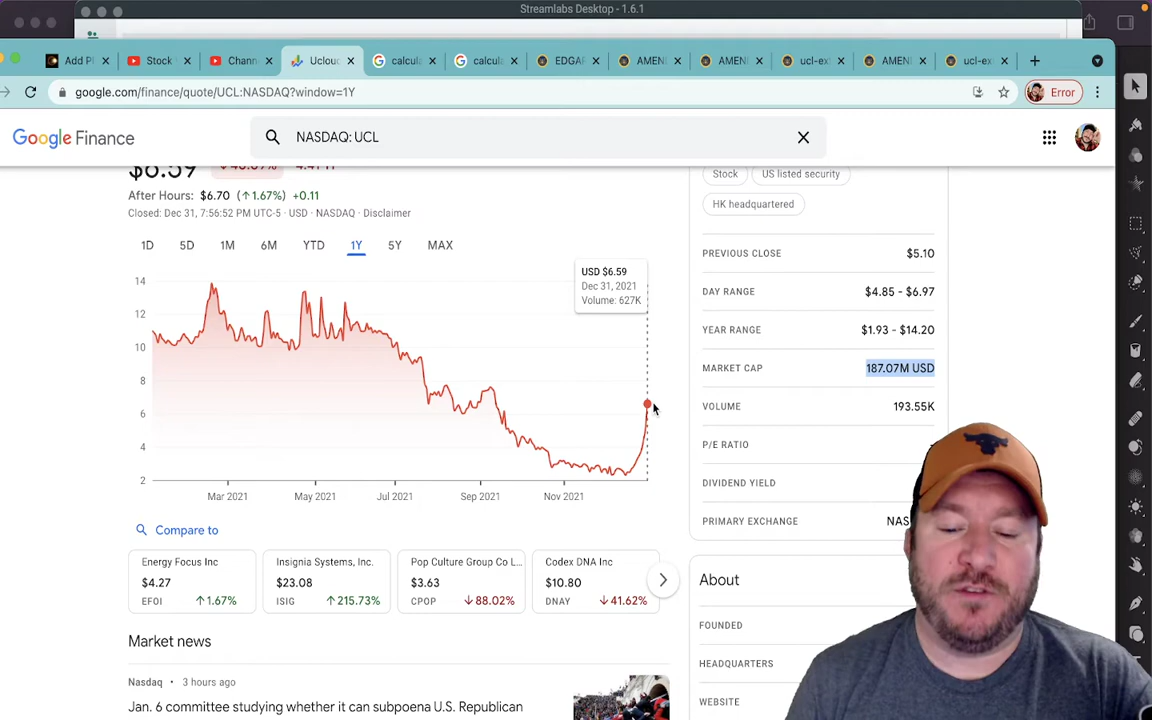 Streamlabs Desktop - 1.6.1
Add Pl
Stock
Chann
Uclouc
calcula
calcula
EDGAR
AMEN
AMEN
ucl-ex
AMEN
ucl-ex
google.com/finance/quote/UCL:NASDAQ?window=1Y
Error
Google Finance
NASDAQ: UCL
$6.59
After Hours: $6.70 (↑1.67%) +0.11
Closed: Dec 31, 7:56:52 PM UTC-5 · USD · NASDAQ · Disclaimer
1D 5D 1M 6M YTD 1Y 5Y MAX
USD $6.59
Dec 31, 2021
Volume: 627K
14
12
10
8
6
4
2
Mar 2021 May 2021 Jul 2021 Sep 2021 Nov 2021
Compare to
Energy Focus Inc
$4.27
EFOI ↑1.67%
Insignia Systems, Inc.
$23.08
ISIG ↑215.73%
Pop Culture Group Co L...
$3.63
CPOP ↓88.02%
Codex DNA Inc
$10.80
DNAY ↓41.62%
Market news
Nasdaq · 3 hours ago
Jan. 6 committee studying whether it can subpoena U.S. Republican
Stock
US listed security
HK headquartered
PREVIOUS CLOSE $5.10
DAY RANGE $4.85 - $6.97
YEAR RANGE $1.93 - $14.20
MARKET CAP 187.07M USD
VOLUME 193.55K
P/E RATIO
DIVIDEND YIELD
PRIMARY EXCHANGE NAS
About
FOUNDED
HEADQUARTERS
WEBSITE